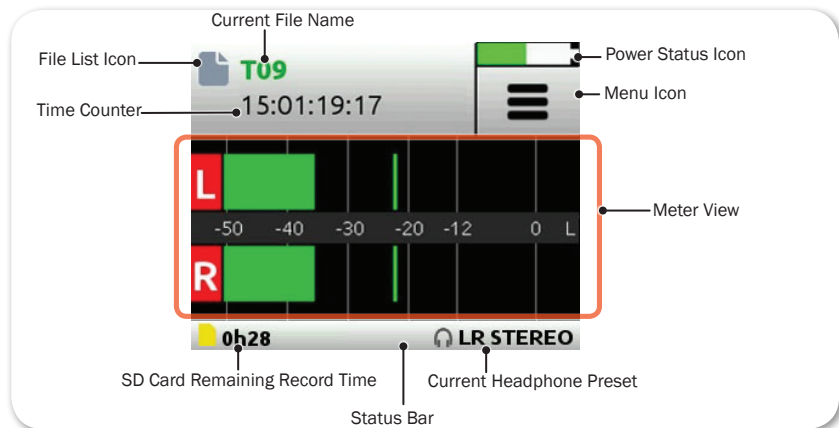 Current File Name
File List Icon
T09
Power Status Icon
Menu Icon
Time Counter
15:01:19:17
L
-50 -40 -30 -20 -12 0 L
Meter View
R
0h28
LR STEREO
SD Card Remaining Record Time
Current Headphone Preset
Status Bar